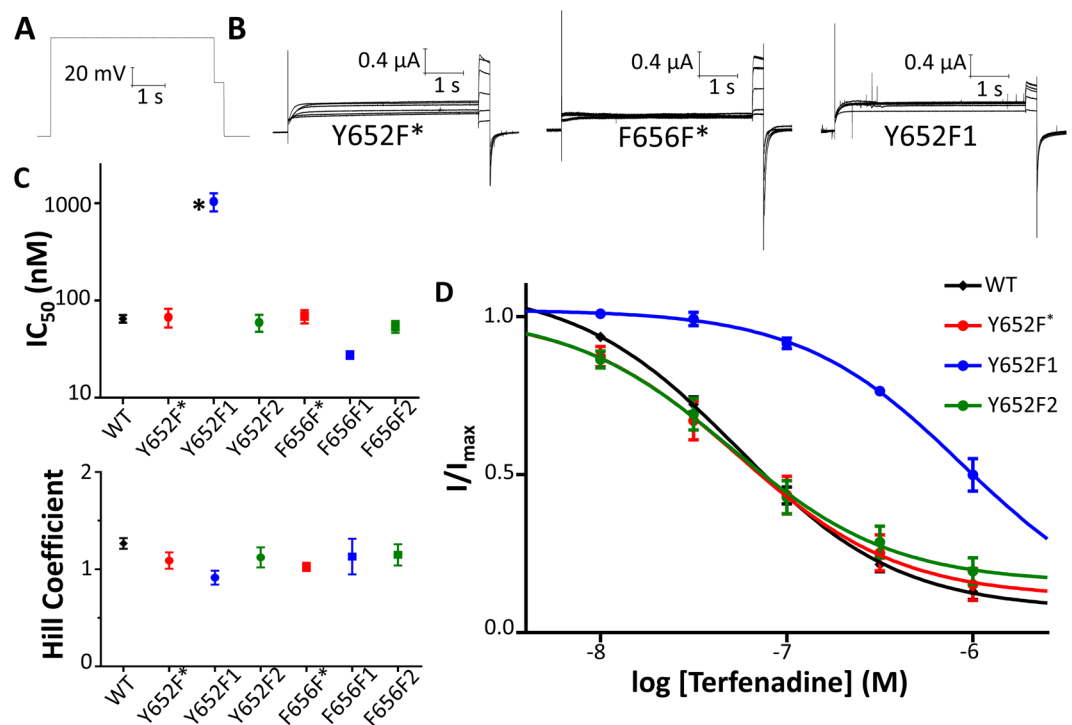 A
20 mV
1 s
B
0.4 µA
1 s
Y652F*
0.4 µA
1 s
F656F*
0.4 µA
1 s
Y652F1
C
IC50 (nM)
1000
100
10
*
WT
Y652F*
Y652F1
Y652F2
F656F*
F656F1
F656F2
Hill Coefficient
2
1
0
WT
Y652F*
Y652F1
Y652F2
F656F*
F656F1
F656F2
D
I/Imax
1.0
0.5
0.0
-8
-7
-6
log [Terfenadine] (M)
WT
Y652F*
Y652F1
Y652F2